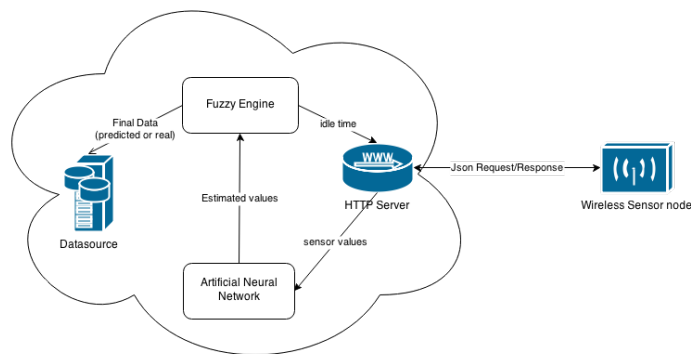 Fuzzy Engine
Final Data
(predicted or real)
idle time
WWW
Json Request/Response
Estimated values
HTTP Server
Wireless Sensor node
Datasource
sensor values
Artificial Neural
Network